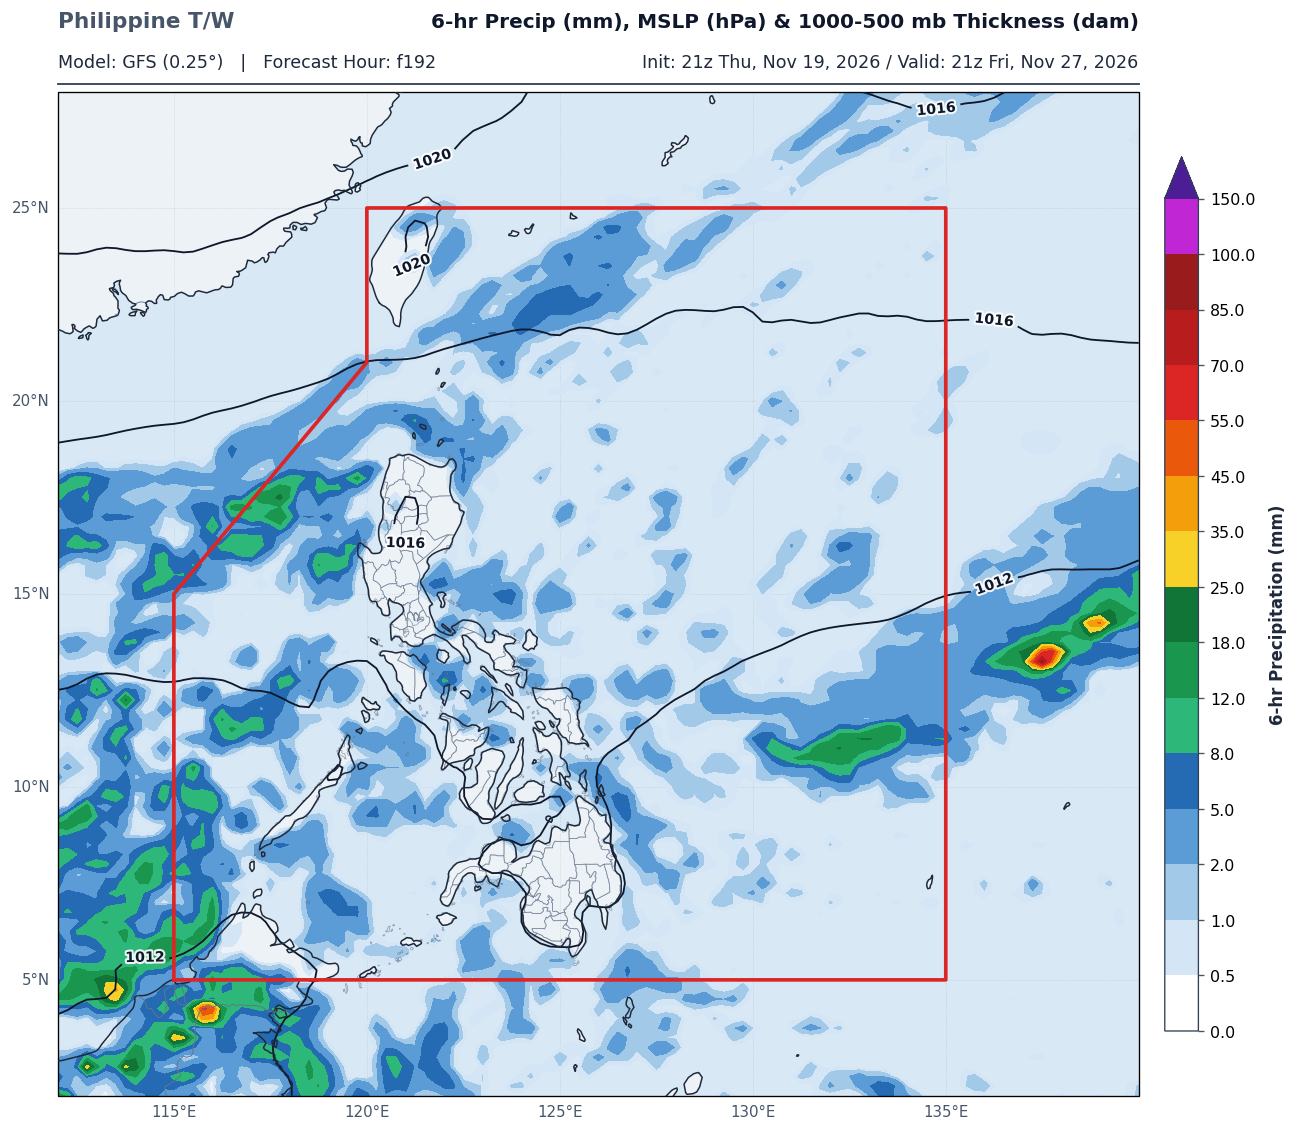 Philippine T/W
6-hr Precip (mm), MSLP (hPa) & 1000-500 mb Thickness (dam)
Model: GFS (0.25°) | Forecast Hour: f192
Init: 21z Thu, Nov 19, 2026 / Valid: 21z Fri, Nov 27, 2026
1016
1020
1020
1016
1016
1012
1012
25°N
20°N
15°N
10°N
5°N
115°E
120°E
125°E
130°E
135°E
150.0
100.0
85.0
70.0
55.0
45.0
35.0
25.0
18.0
12.0
8.0
5.0
2.0
1.0
0.5
0.0
6-hr Precipitation (mm)